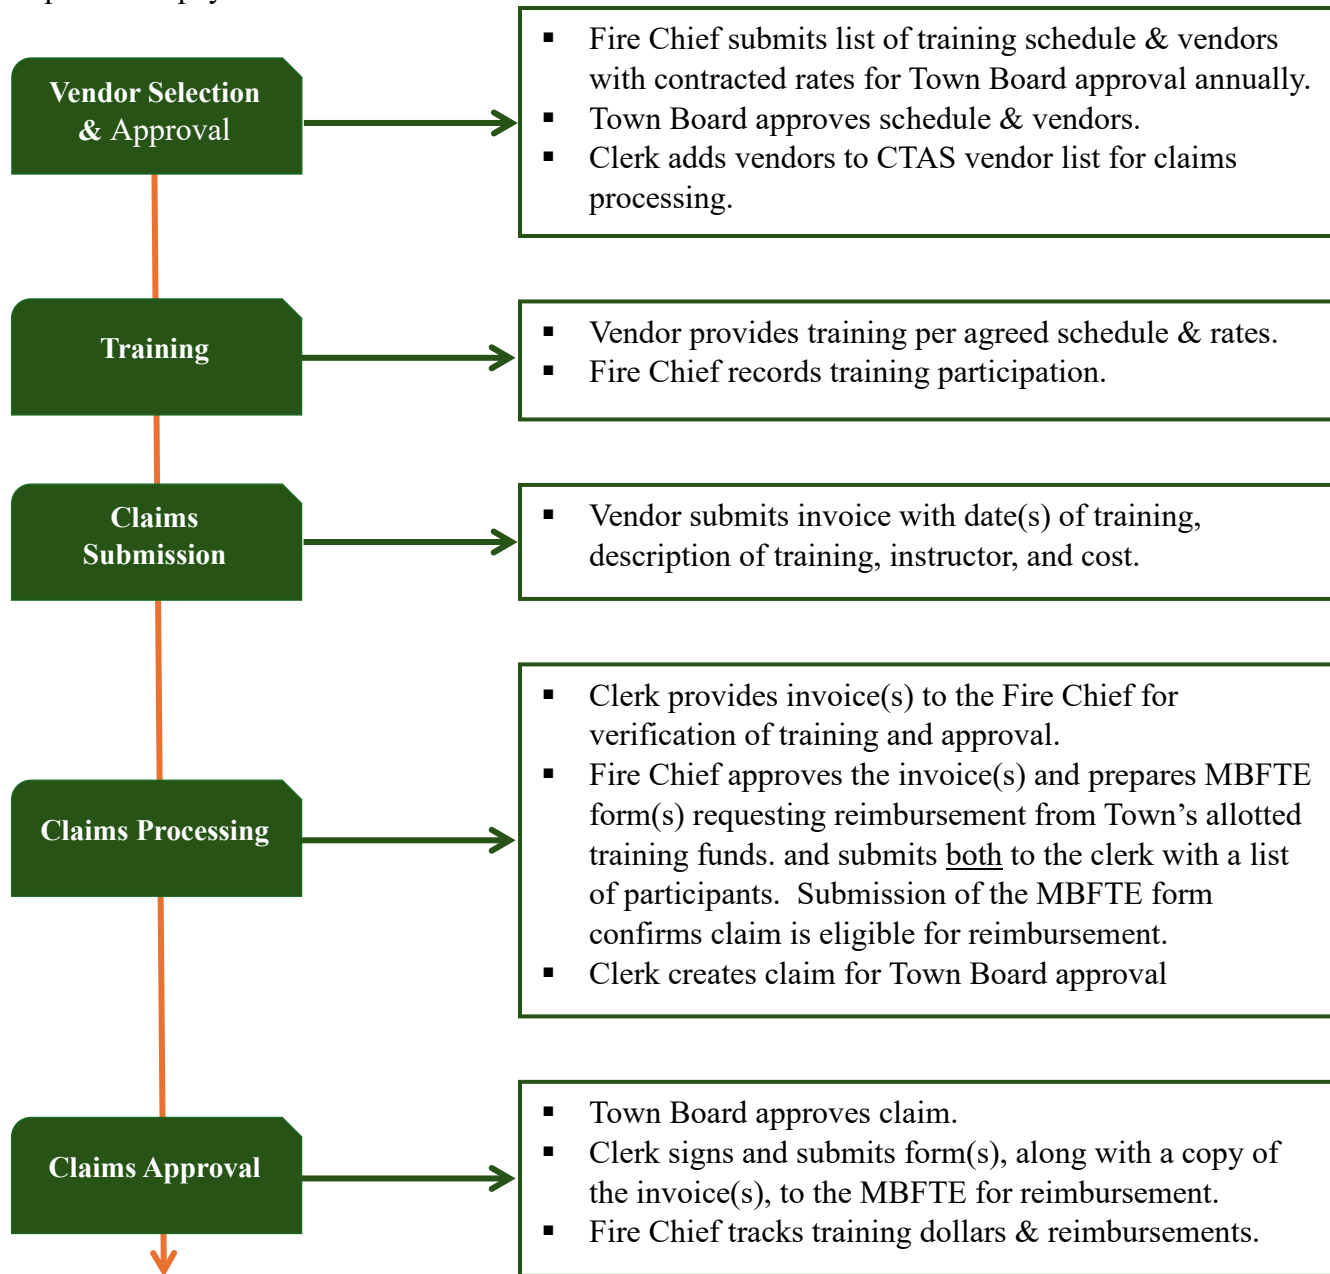 Vendor Selection
& Approval
▪ Fire Chief submits list of training schedule & vendors
with contracted rates for Town Board approval annually.
▪ Town Board approves schedule & vendors.
▪ Clerk adds vendors to CTAS vendor list for claims
processing.
Training
▪ Vendor provides training per agreed schedule & rates.
▪ Fire Chief records training participation.
Claims
Submission
▪ Vendor submits invoice with date(s) of training,
description of training, instructor, and cost.
Claims Processing
▪ Clerk provides invoice(s) to the Fire Chief for
verification of training and approval.
▪ Fire Chief approves the invoice(s) and prepares MBFTE
form(s) requesting reimbursement from Town’s allotted
training funds. and submits both to the clerk with a list
of participants.  Submission of the MBFTE form
confirms claim is eligible for reimbursement.
▪ Clerk creates claim for Town Board approval
Claims Approval
▪ Town Board approves claim.
▪ Clerk signs and submits form(s), along with a copy of
the invoice(s), to the MBFTE for reimbursement.
▪ Fire Chief tracks training dollars & reimbursements.